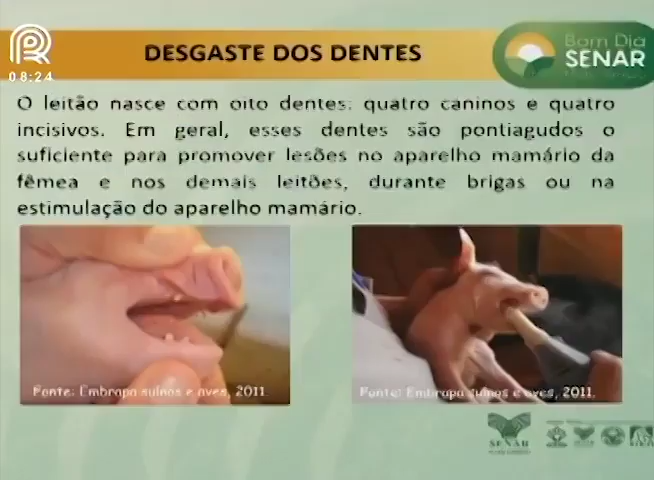 DESGASTE DOS DENTES
Bom Dia
SENAR
08:24
O leitão nasce com oito dentes: quatro caninos e quatro
incisivos. Em geral, esses dentes são pontiagudos o
suficiente para promover lesões no aparelho mamário da
fêmea e nos demais leitões, durante brigas ou na
estimulação do aparelho mamário.
Fonte: Embrapa suínos e aves, 2011.
Fonte: Embrapa suínos e aves, 2011.
SENAR